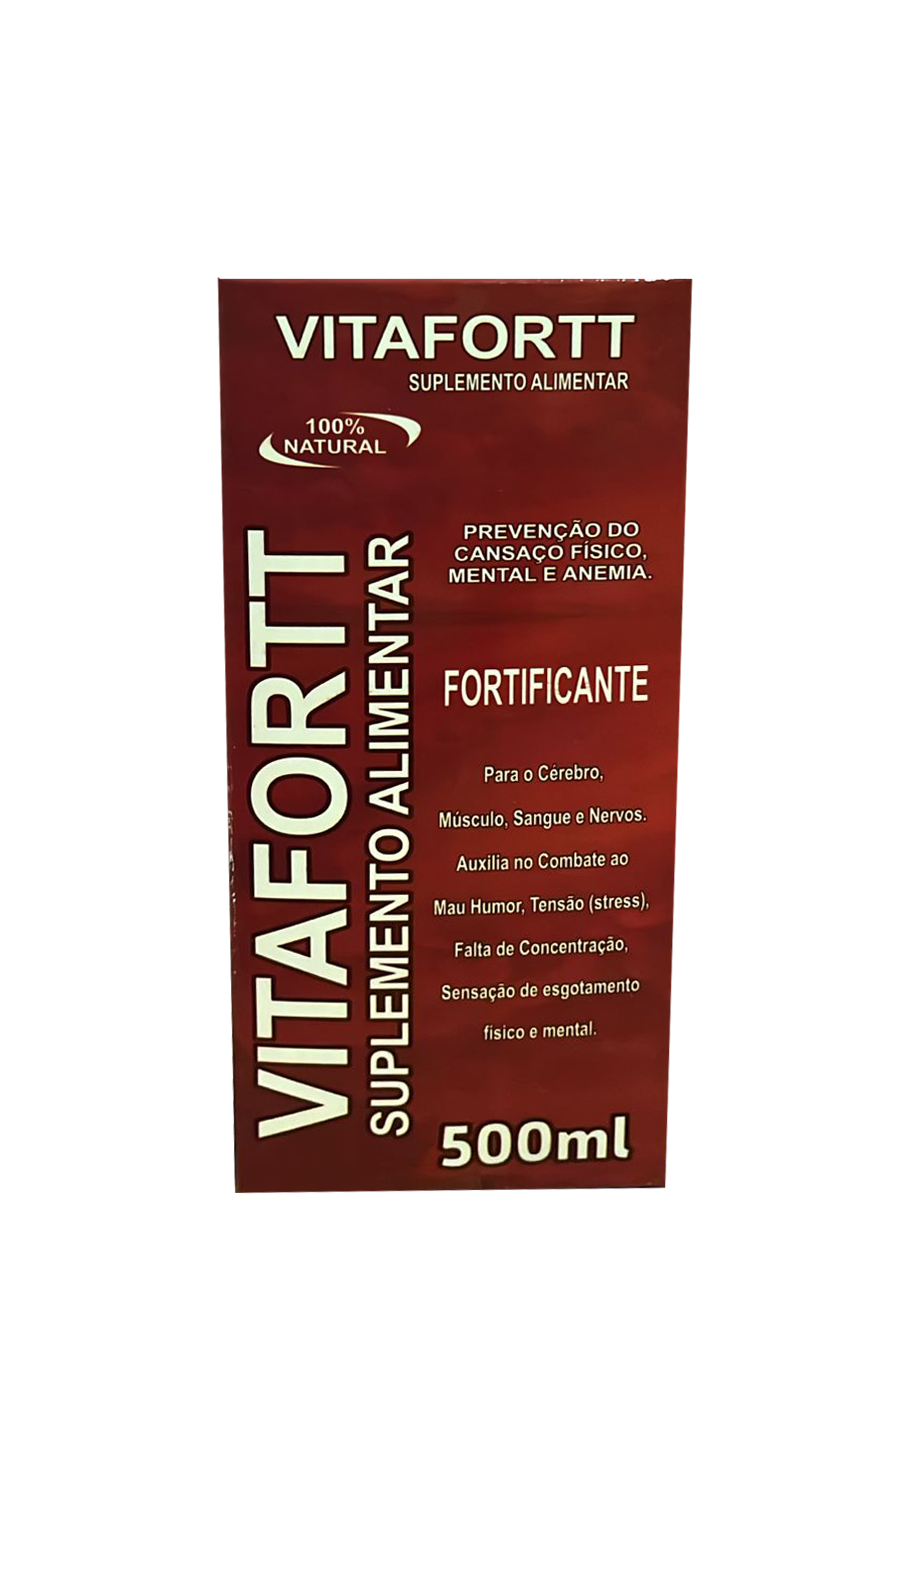 VITAFORTT
SUPLEMENTO ALIMENTAR
100%
NATURAL
VITAFORTT
SUPLEMENTO ALIMENTAR
PREVENÇÃO DO
CANSAÇO FÍSICO,
MENTAL E ANEMIA.
FORTIFICANTE
Para o Cérebro,
Músculo, Sangue e Nervos.
Auxilia no Combate ao
Mau Humor, Tensão (stress),
Falta de Concentração,
Sensação de esgotamento
físico e mental.
500ml